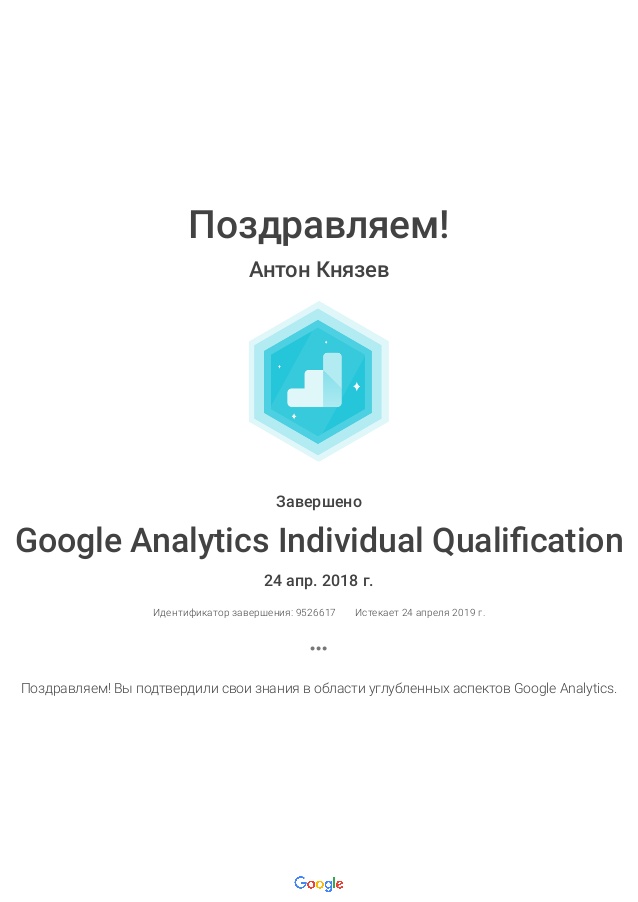 Поздравляем!
Антон Князев
Завершено
Google Analytics Individual Qualification
24 апр. 2018 г.
Идентификатор завершения: 9526617 Истекает 24 апреля 2019 г.
•••
Поздравляем! Вы подтвердили свои знания в области углубленных аспектов Google Analytics.
Google